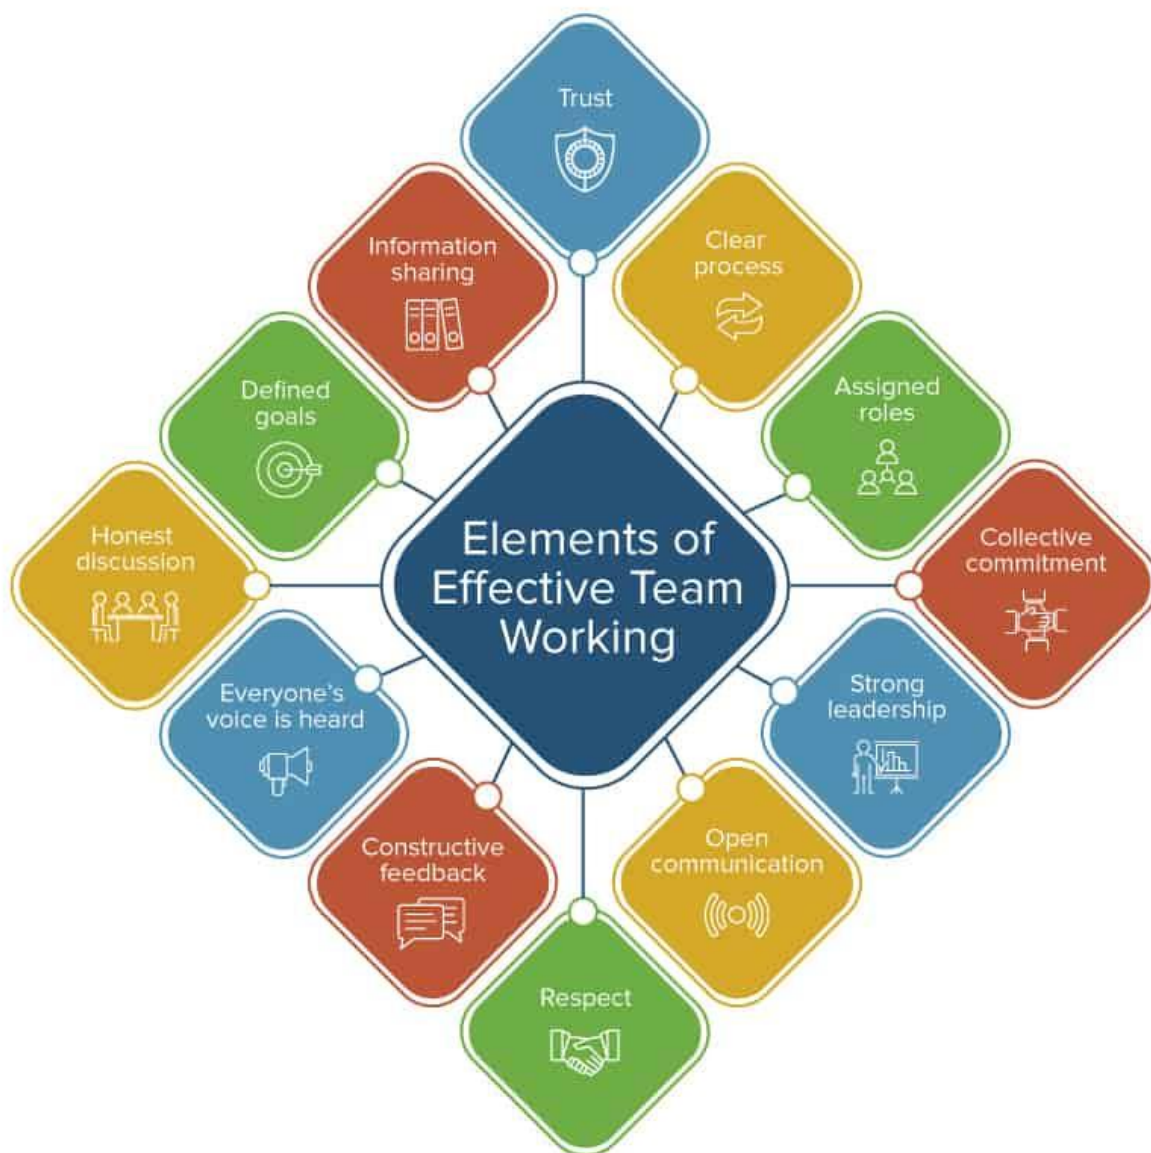 Trust
Clear
process
Assigned
roles
Collective
commitment
Strong
leadership
Open
communication
Respect
Constructive
feedback
Everyone’s
voice is heard
Honest
discussion
Defined
goals
Information
sharing
Elements of
Effective Team
Working